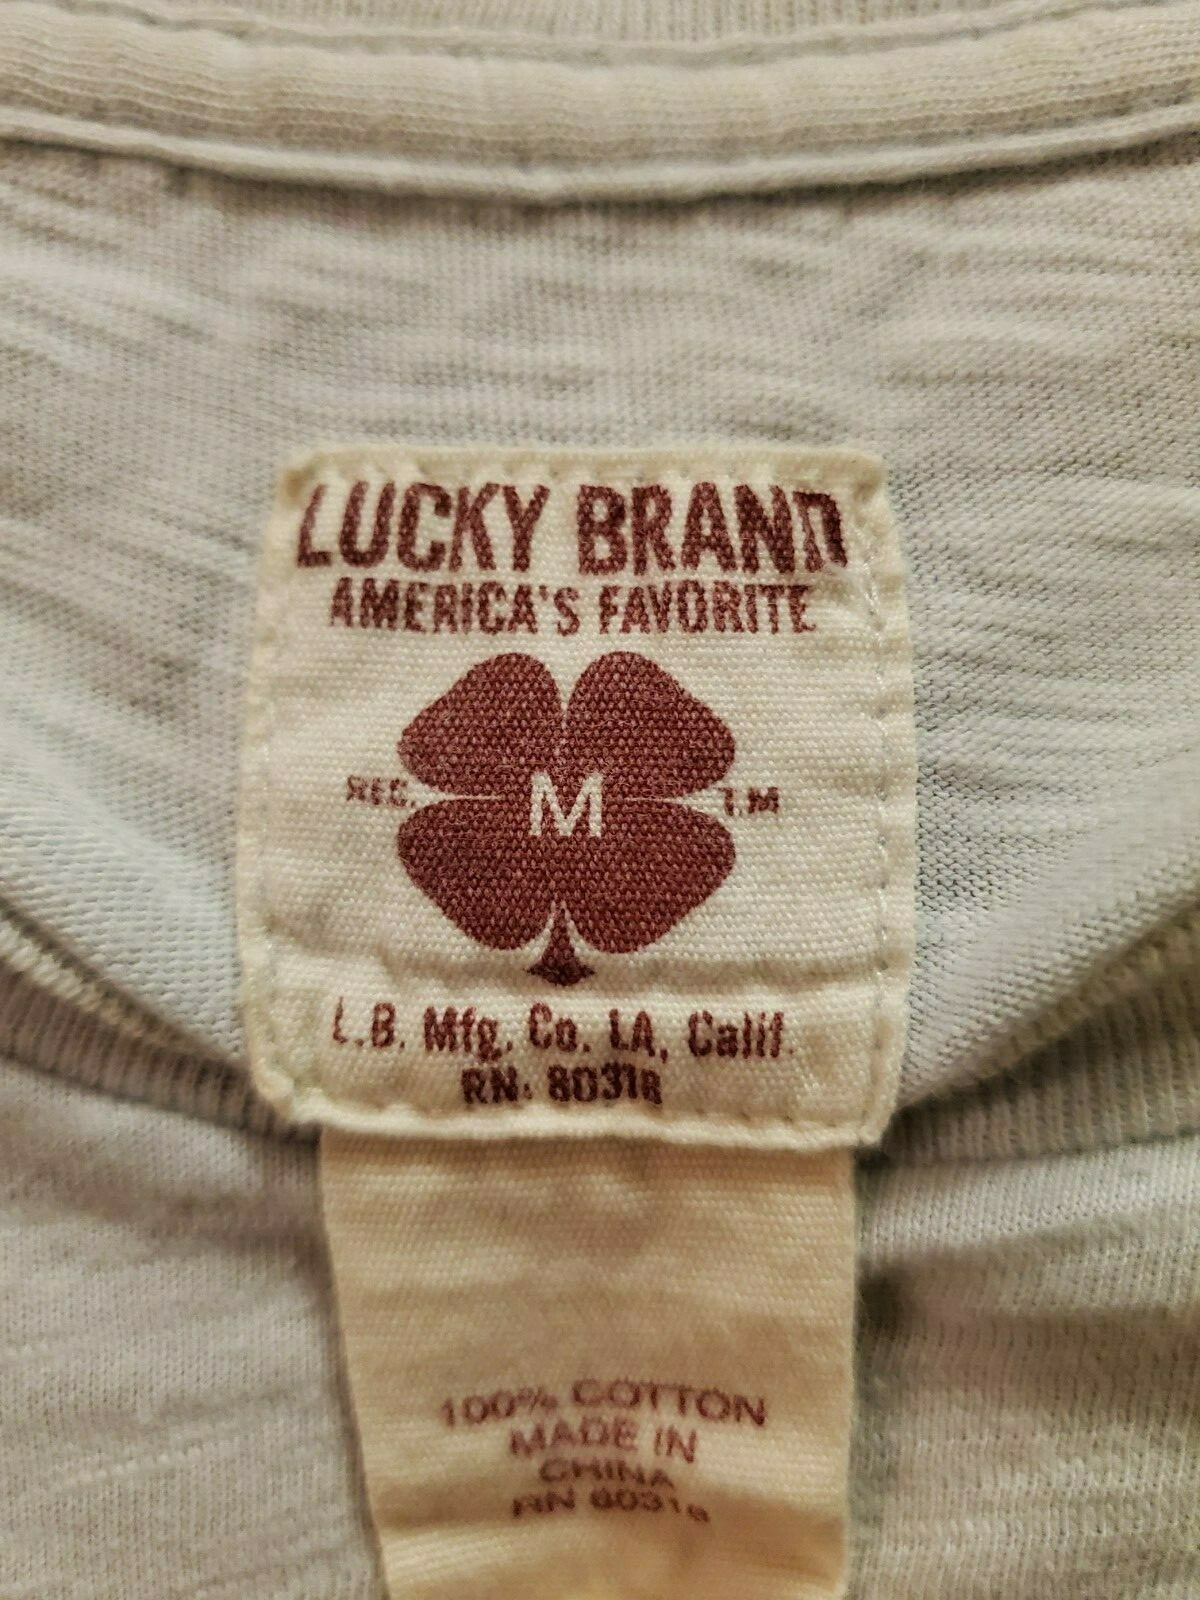 LUCKY BRAND
AMERICA'S FAVORITE
REG. M T.M
L.B. Mfg. Co. LA, Calif.
RN: 80318
100% COTTON
MADE IN
CHINA
RN 80318